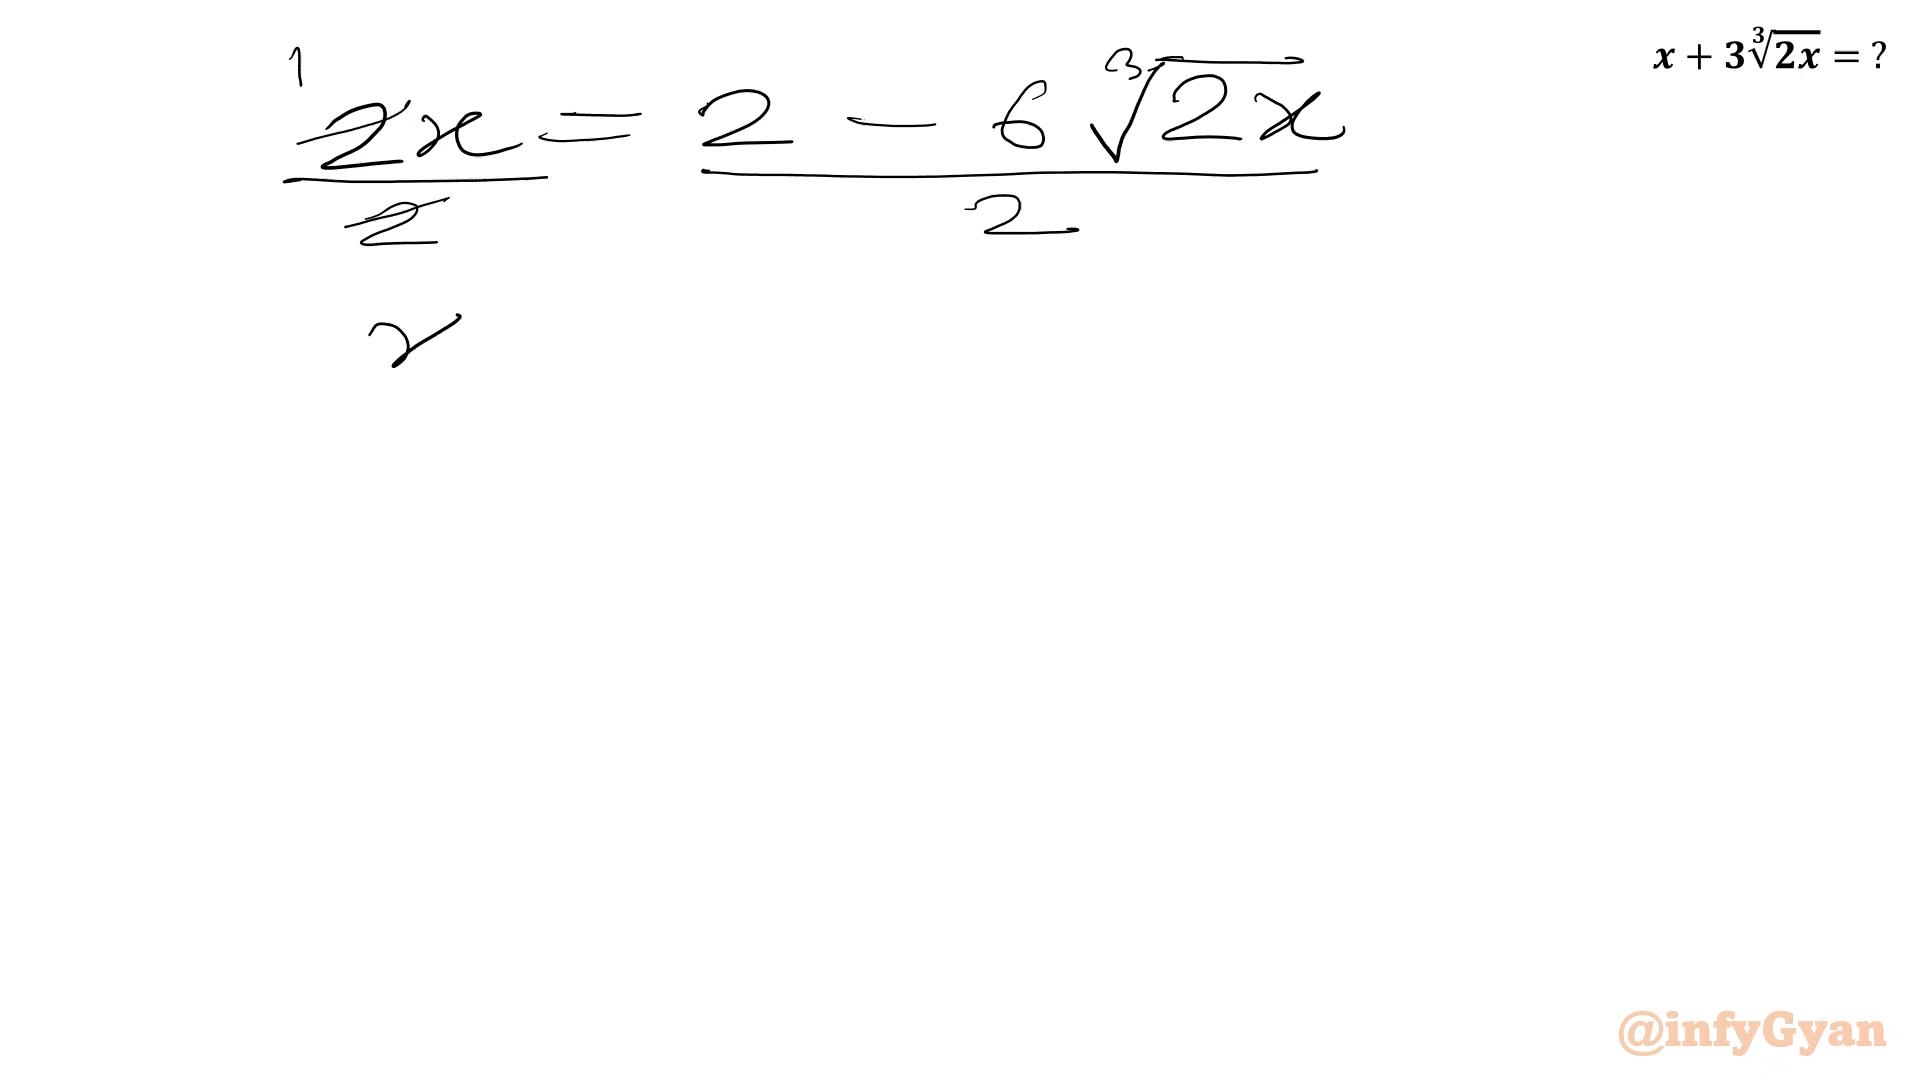 x + 3∛2x = ?
1
2x = 2 − 6 ∛2x
2 2
x
@infyGyan